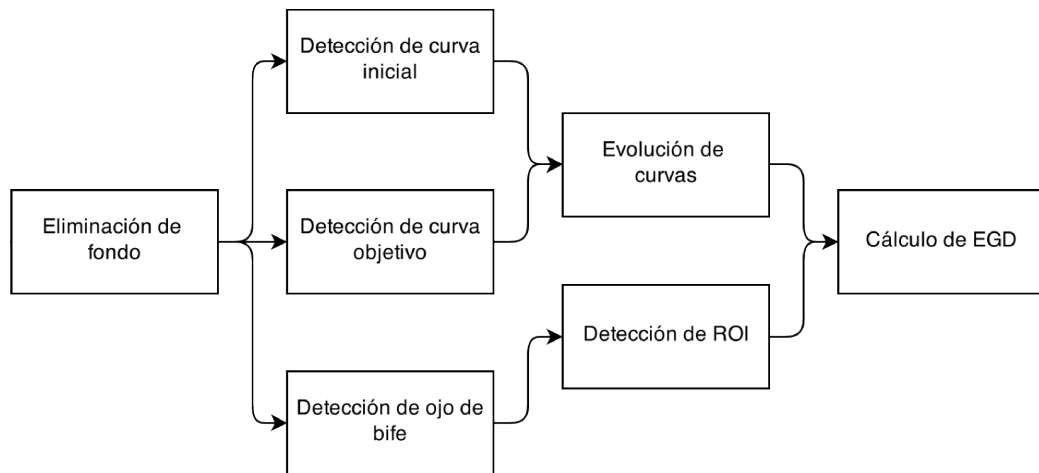 Detección de curva
inicial
Evolución de
curvas
Eliminación de
fondo
Detección de curva
objetivo
Cálculo de EGD
Detección de ROI
Detección de ojo de
bife